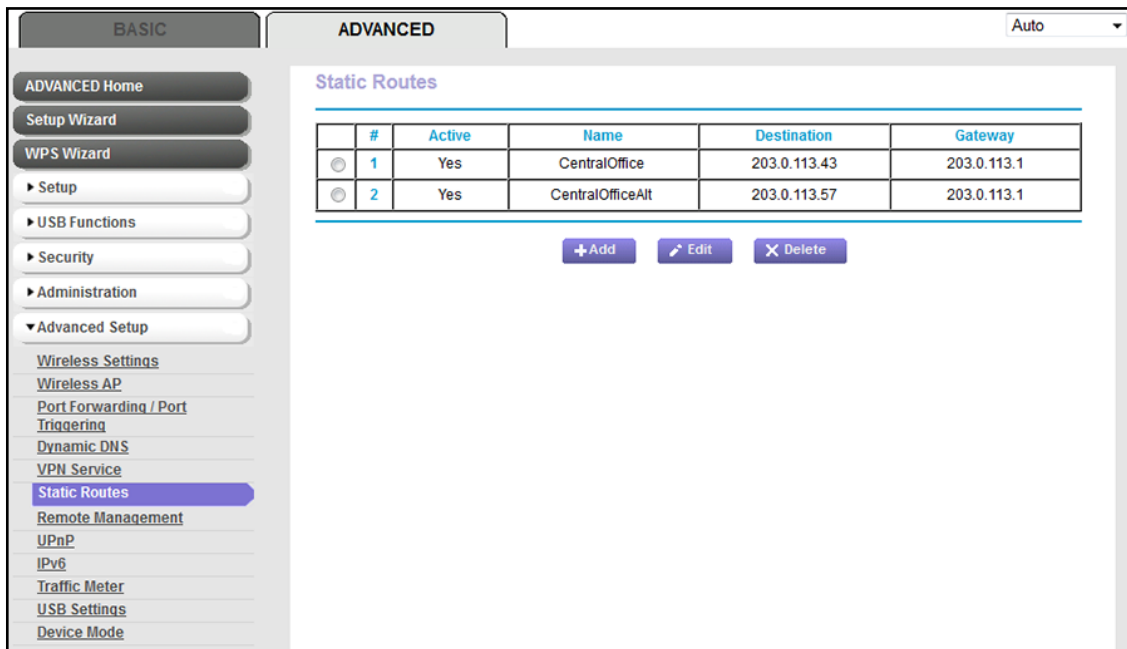 BASIC
ADVANCED
Auto
ADVANCED Home
Setup Wizard
WPS Wizard
Setup
USB Functions
Security
Administration
Advanced Setup
Wireless Settings
Wireless AP
Port Forwarding / Port
Triggering
Dynamic DNS
VPN Service
Static Routes
Remote Management
UPnP
IPv6
Traffic Meter
USB Settings
Device Mode
Static Routes
# Active Name Destination Gateway
1 Yes CentralOffice 203.0.113.43 203.0.113.1
2 Yes CentralOfficeAlt 203.0.113.57 203.0.113.1
Add Edit Delete